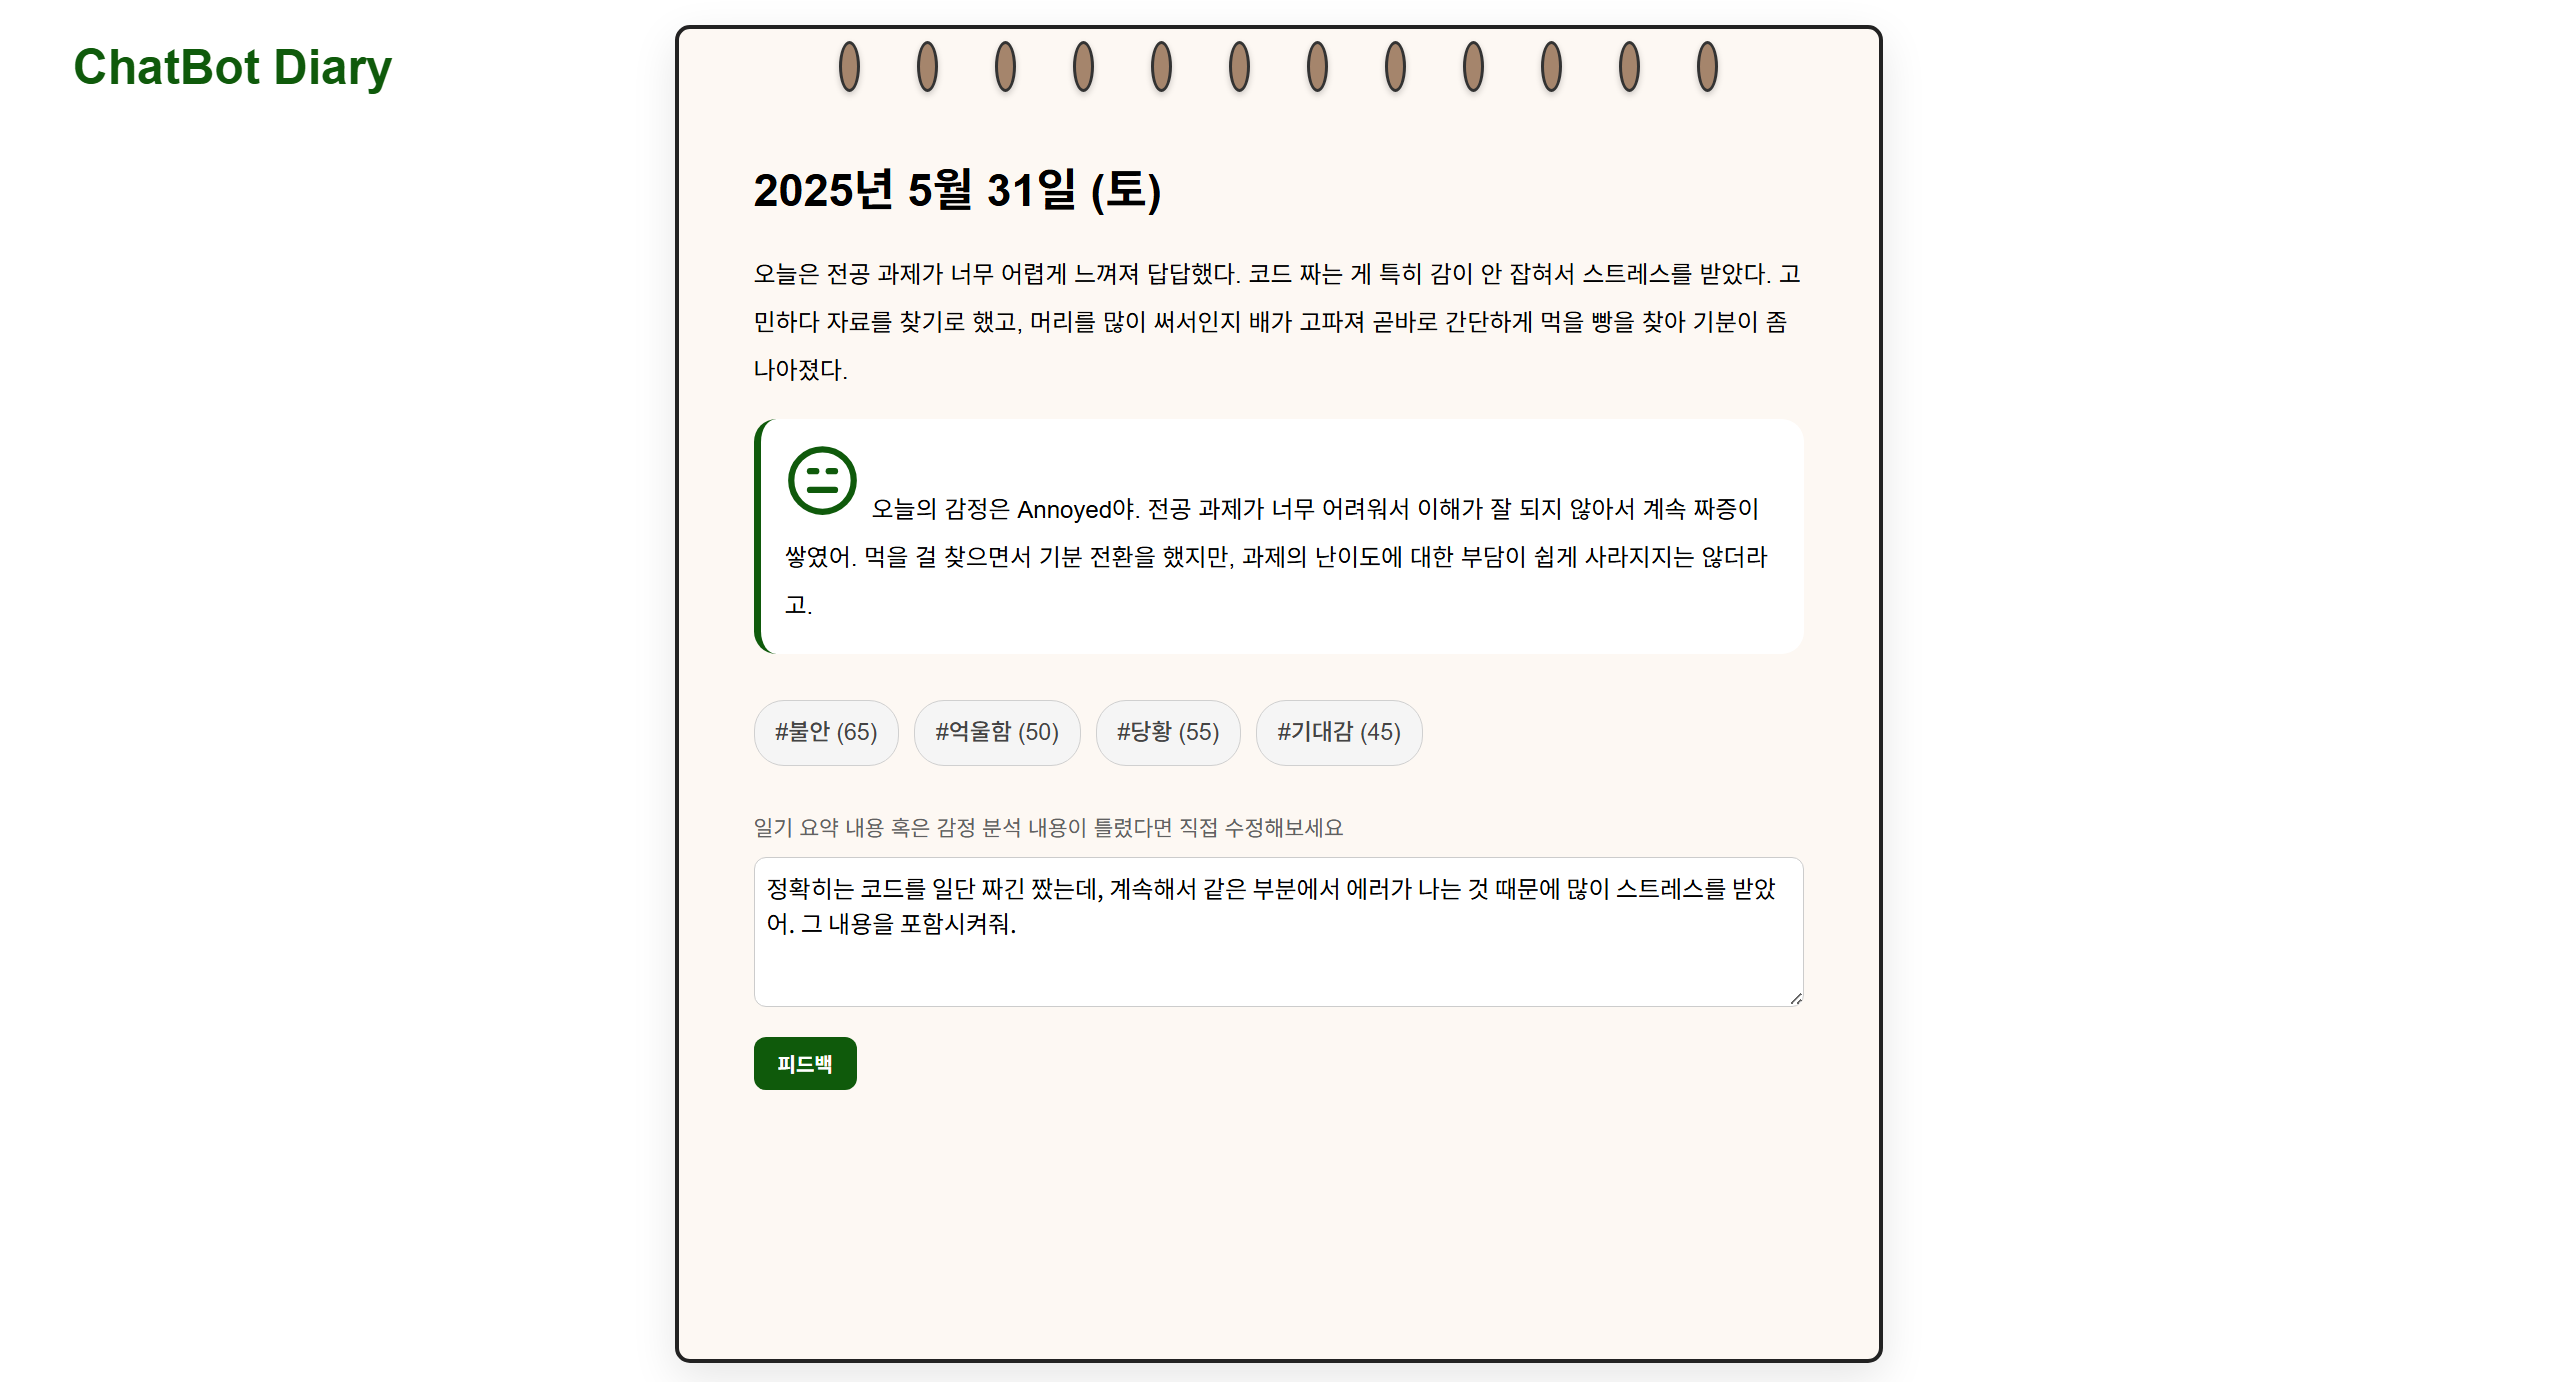 ChatBot Diary
2025년 5월 31일 (토)
오늘은 전공 과제가 너무 어렵게 느껴져 답답했다. 코드 짜는 게 특히 감이 안 잡혀서 스트레스를 받았다. 고
민하다 자료를 찾기로 했고, 머리를 많이 써서인지 배가 고파져 곧바로 간단하게 먹을 빵을 찾아 기분이 좀
나아졌다.
오늘의 감정은 Annoyed야. 전공 과제가 너무 어려워서 이해가 잘 되지 않아서 계속 짜증이
쌓였어. 먹을 걸 찾으면서 기분 전환을 했지만, 과제의 난이도에 대한 부담이 쉽게 사라지지는 않더라
고.
#불안 (65) #억울함 (50) #당황 (55) #기대감 (45)
일기 요약 내용 혹은 감정 분석 내용이 틀렸다면 직접 수정해보세요
정확히는 코드를 일단 짜긴 짰는데, 계속해서 같은 부분에서 에러가 나는 것 때문에 많이 스트레스를 받았
어. 그 내용을 포함시켜줘.
피드백